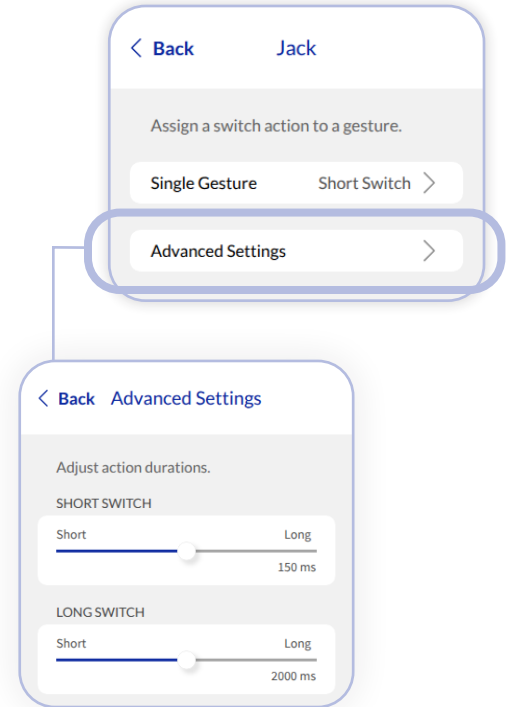 Back Jack
Assign a switch action to a gesture.
Single Gesture Short Switch
Advanced Settings
Back Advanced Settings
Adjust action durations.
SHORT SWITCH
Short Long
150 ms
LONG SWITCH
Short Long
2000 ms